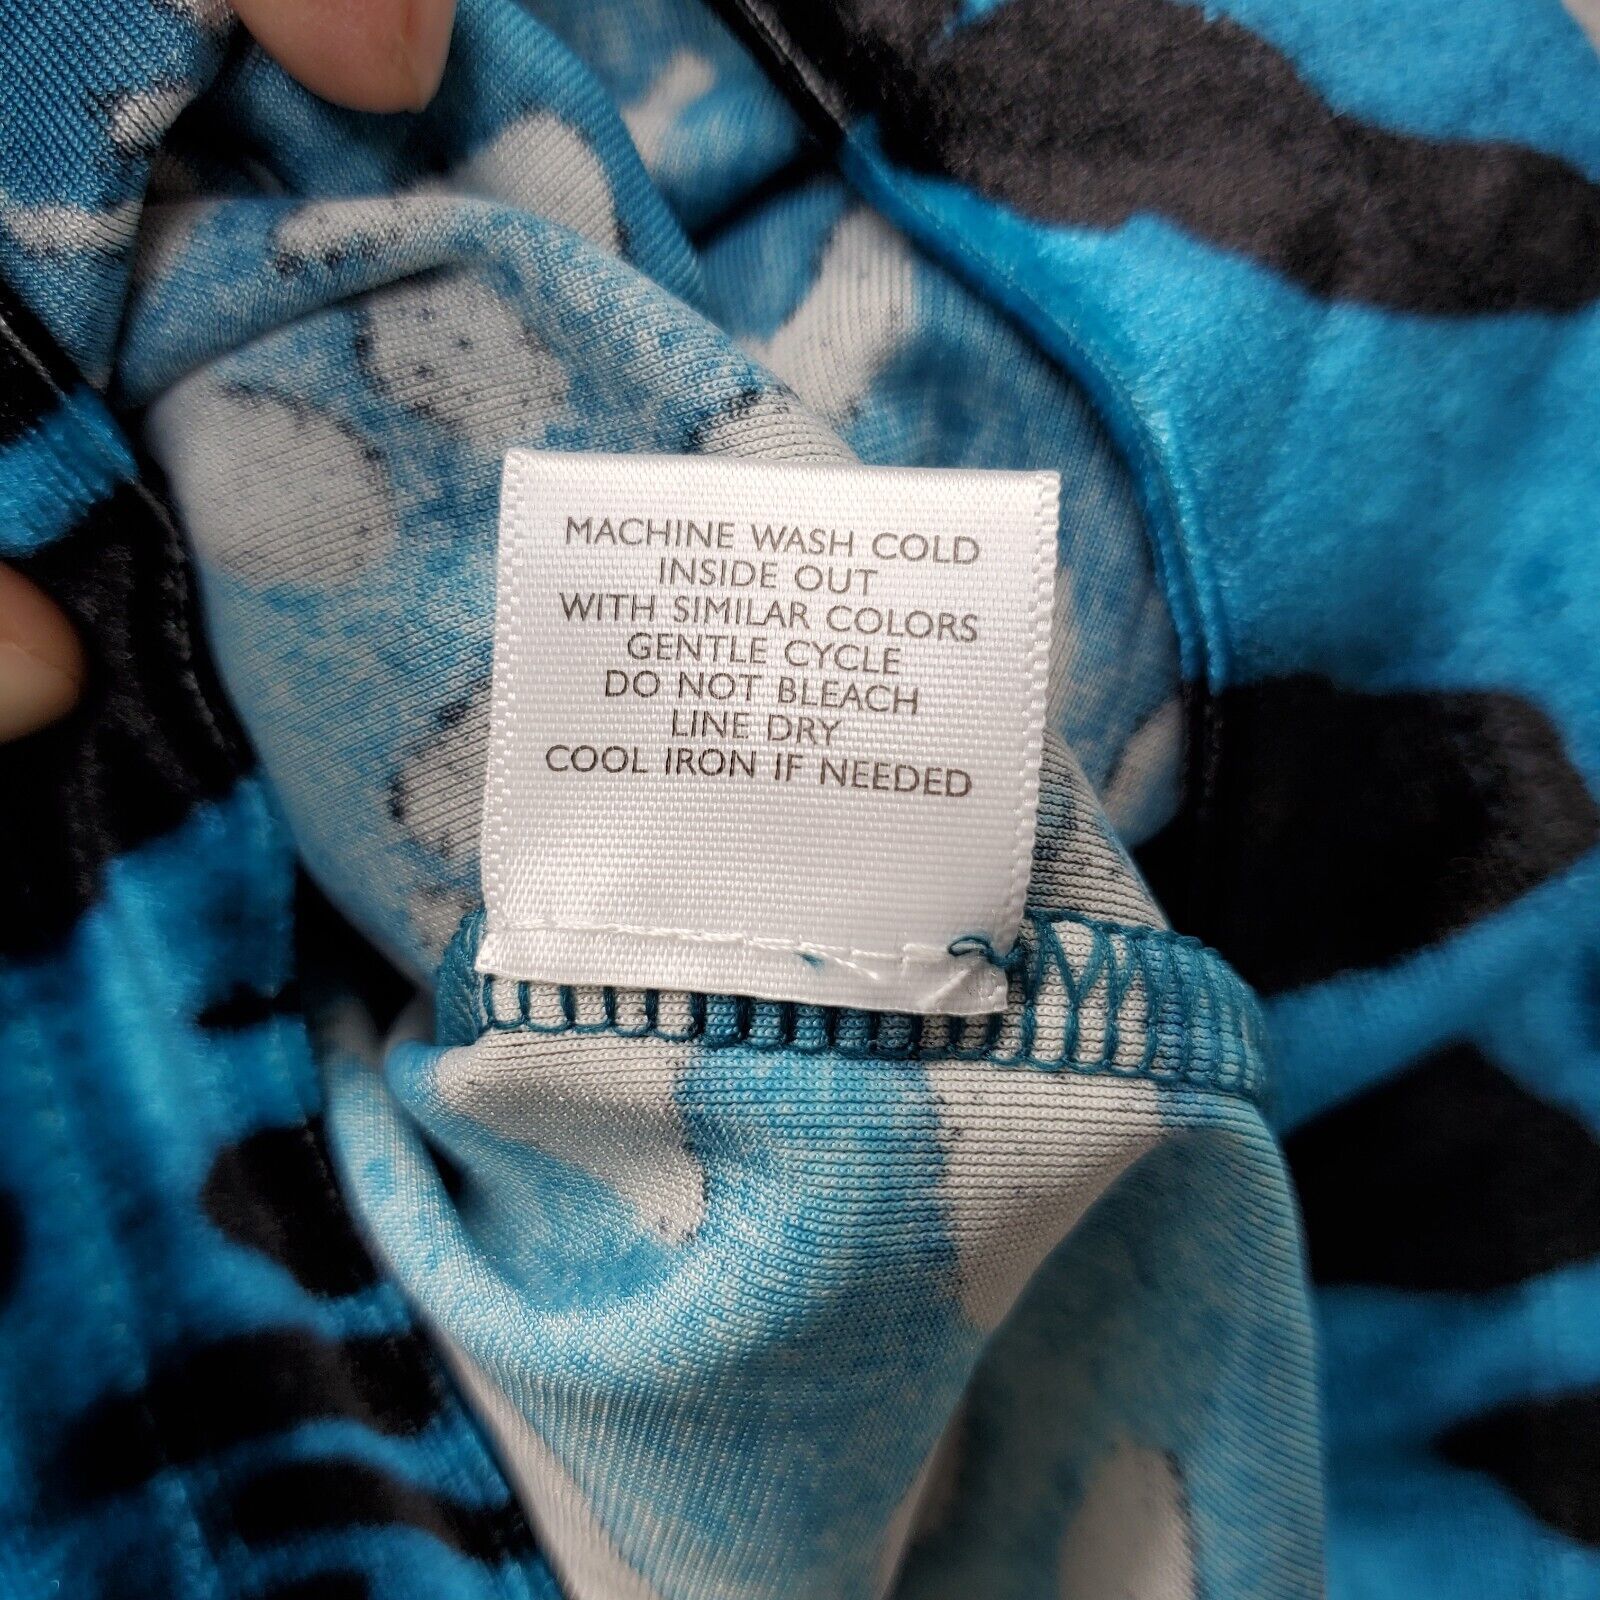 MACHINE WASH COLD
INSIDE OUT
WITH SIMILAR COLORS
GENTLE CYCLE
DO NOT BLEACH
LINE DRY
COOL IRON IF NEEDED